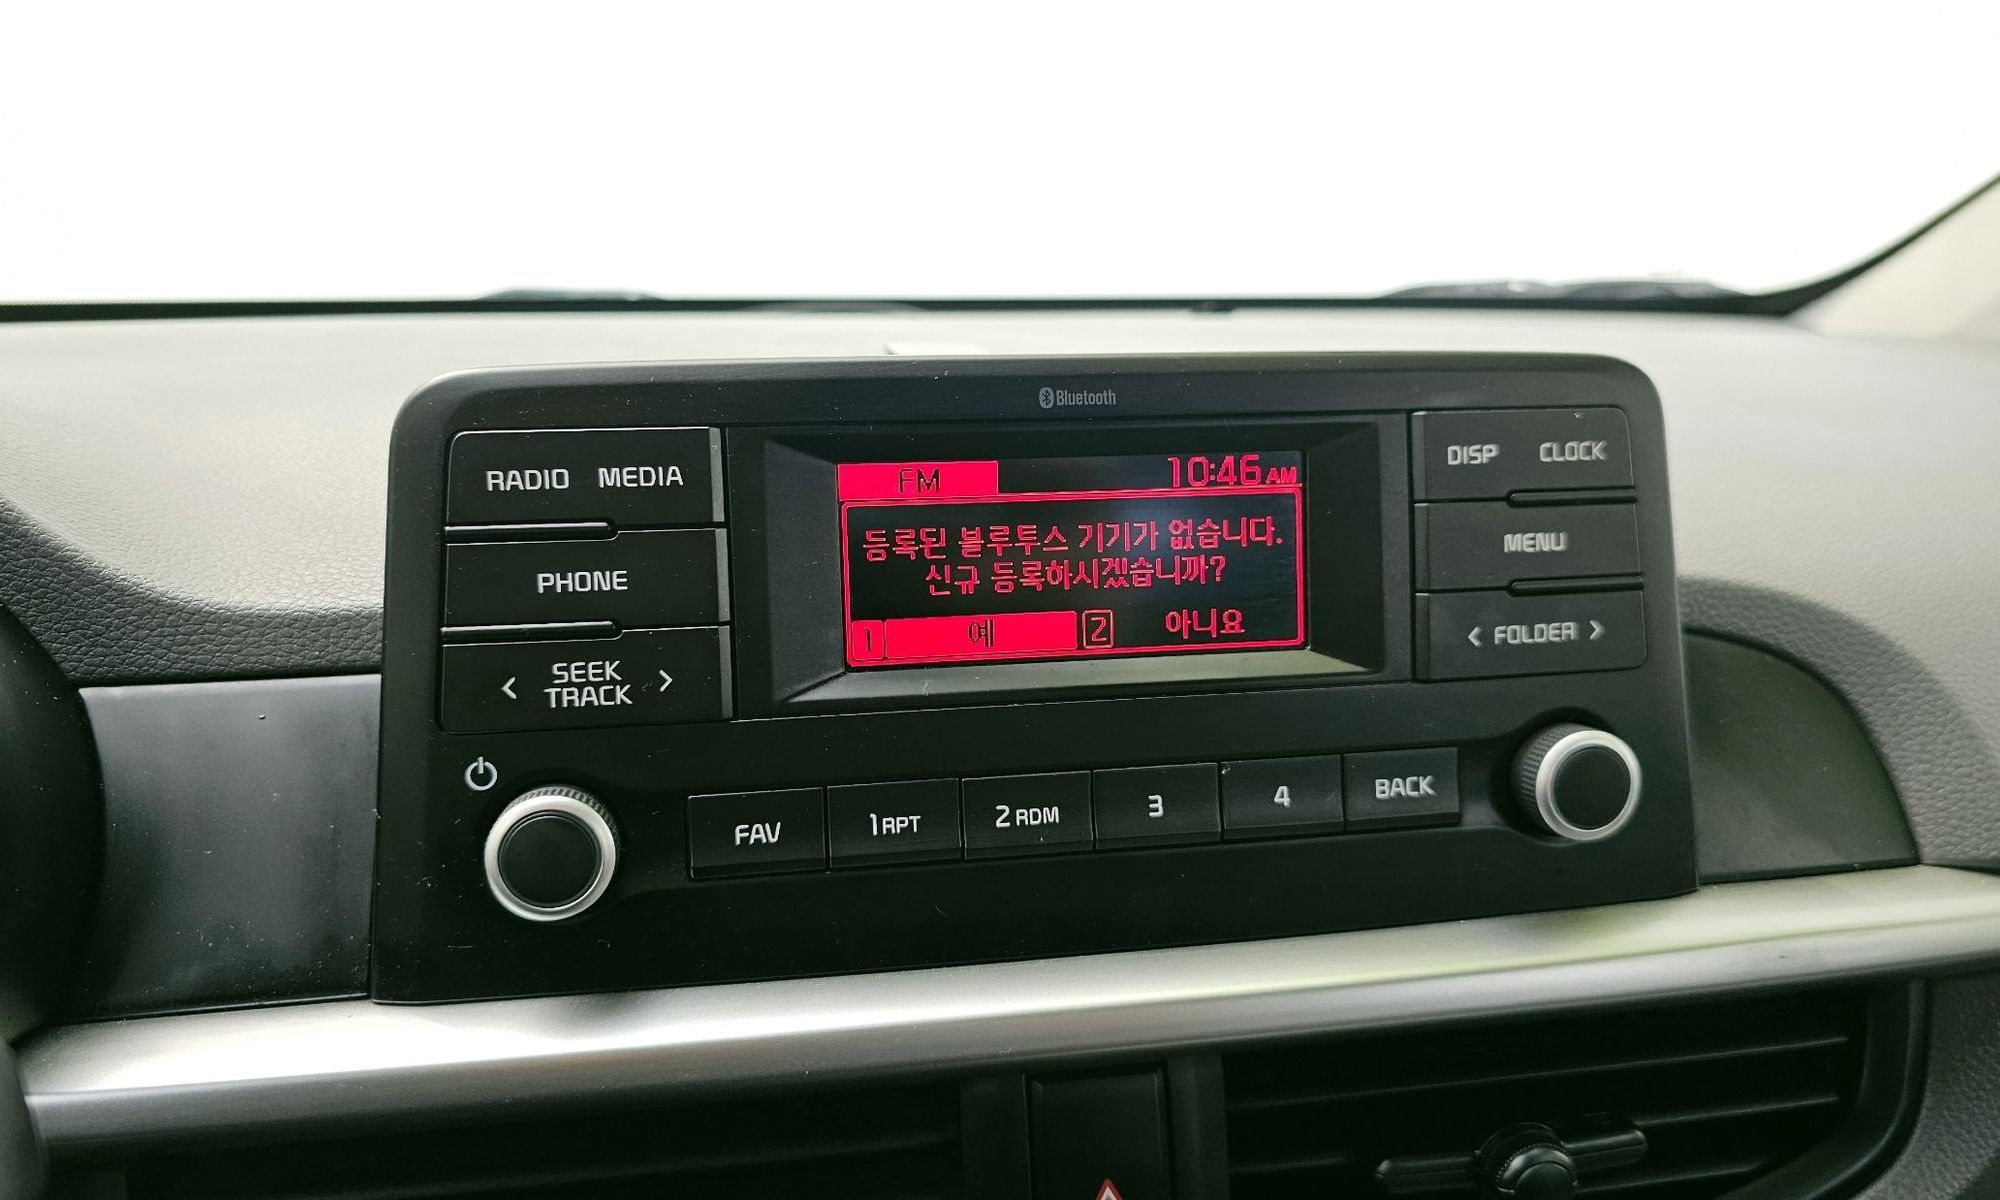 Bluetooth
RADIO MEDIA
PHONE
< SEEK >
TRACK
FM 10:46 AM
등록된 블루투스 기기가 없습니다.
신규 등록하시겠습니까?
1 예 2 아니요
DISP CLOCK
MENU
< FOLDER >
FAV 1 RPT 2 RDM 3 4 BACK